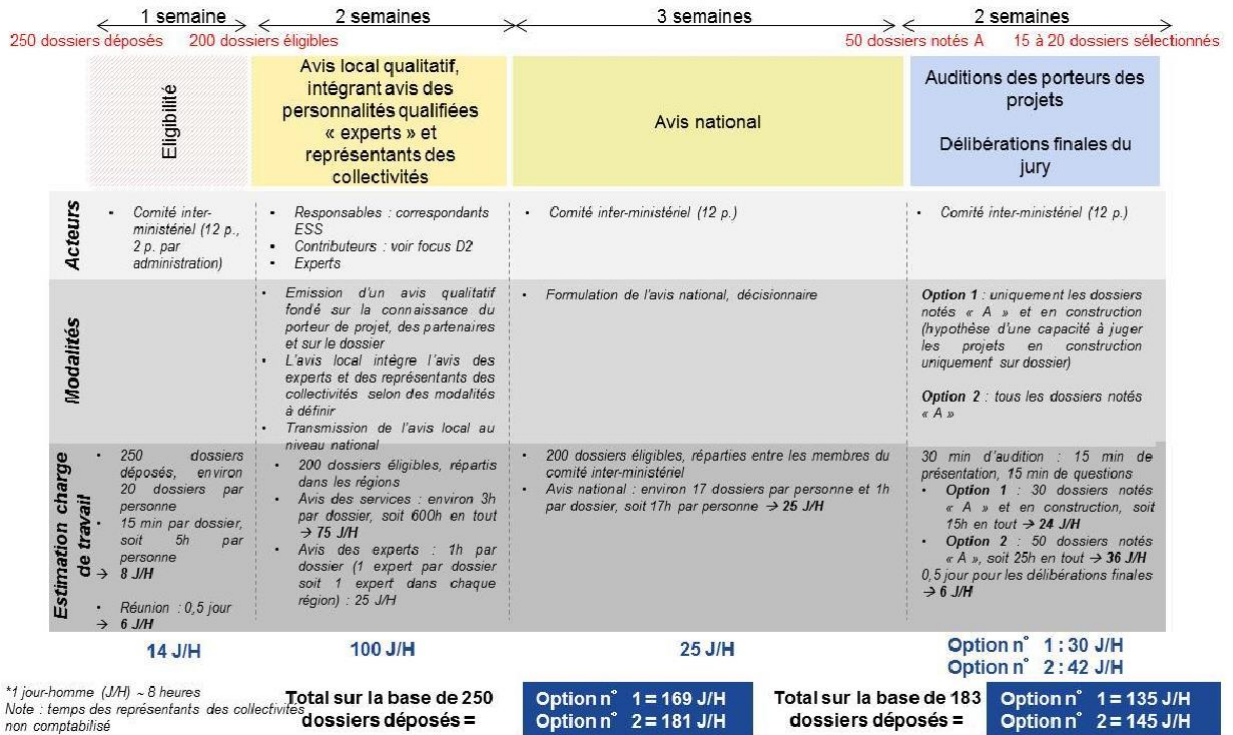 1 semaine
2 semaines
3 semaines
2 semaines
250 dossiers déposés
200 dossiers éligibles
50 dossiers notés A
15 à 20 dossiers sélectionnés
Eligibilité
Avis local qualitatif,
intégrant avis des
personnalités qualifiées
« experts » et
représentants des
collectivités
Avis national
Auditions des porteurs des
projets
Délibérations finales du
jury
Acteurs
• Comité inter-
ministériel (12 p.,
2 p. par
administration)
• Responsables : correspondants
ESS
• Contributeurs : voir focus D2
• Experts
• Comité inter-ministériel (12 p.)
• Comité inter-ministériel (12 p.)
Modalités
• Emission d'un avis qualitatif
fondé sur la connaissance du
porteur de projet, des partenaires
et sur le dossier
• L'avis local intègre l'avis des
experts et des représentants des
collectivités selon des modalités
à définir
• Transmission de l'avis local au
niveau national
• Formulation de l'avis national, décisionnaire
Option 1 : uniquement les dossiers
notés « A » et en construction
(hypothèse d'une capacité à juger
les projets en construction
uniquement sur dossier)
Option 2 : tous les dossiers notés
« A »
Estimation charge
de travail
• 250 dossiers
déposés, environ
20 dossiers par
personne
• 15 min par dossier,
soit 5h par
personne
→ 8 J/H
• Réunion : 0,5 jour
→ 6 J/H
• 200 dossiers éligibles, répartis
dans les régions
• Avis des services : environ 3h
par dossier, soit 600h en tout
→ 75 J/H
• Avis des experts : 1h par
dossier (1 expert par dossier
soit 1 expert dans chaque
région) : 25 J/H
• 200 dossiers éligibles, réparties entre les membres du
comité inter-ministériel
• Avis national : environ 17 dossiers par personne et 1h
par dossier, soit 17h par personne → 25 J/H
30 min d'audition : 15 min de
présentation, 15 min de questions
• Option 1 : 30 dossiers notés
« A » et en construction, soit
15h en tout → 24 J/H
• Option 2 : 50 dossiers notés
« A », soit 25h en tout → 36 J/H
0,5 jour pour les délibérations finales
→ 6 J/H
14 J/H
100 J/H
25 J/H
Option n° 1 : 30 J/H
Option n° 2 : 42 J/H
*1 jour-homme (J/H) ~ 8 heures
Note : temps des représentants des collectivités
non comptabilisé
Total sur la base de 250
dossiers déposés =
Option n° 1 = 169 J/H
Option n° 2 = 181 J/H
Total sur la base de 183
dossiers déposés =
Option n° 1 = 135 J/H
Option n° 2 = 145 J/H